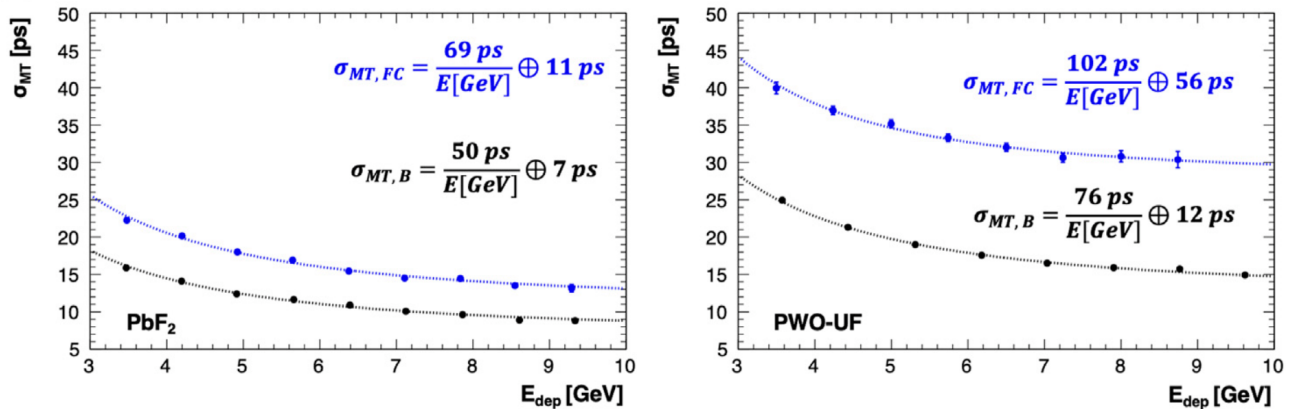 σMT [ps]
50
45
40
35
30
25
20
15
10
5
3 4 5 6 7 8 9 10
Edep [GeV]
σMT, FC = 69 ps / E[GeV] ⊕ 11 ps
σMT, B = 50 ps / E[GeV] ⊕ 7 ps
PbF₂
σMT [ps]
50
45
40
35
30
25
20
15
10
5
3 4 5 6 7 8 9 10
Edep [GeV]
σMT, FC = 102 ps / E[GeV] ⊕ 56 ps
σMT, B = 76 ps / E[GeV] ⊕ 12 ps
PWO-UF